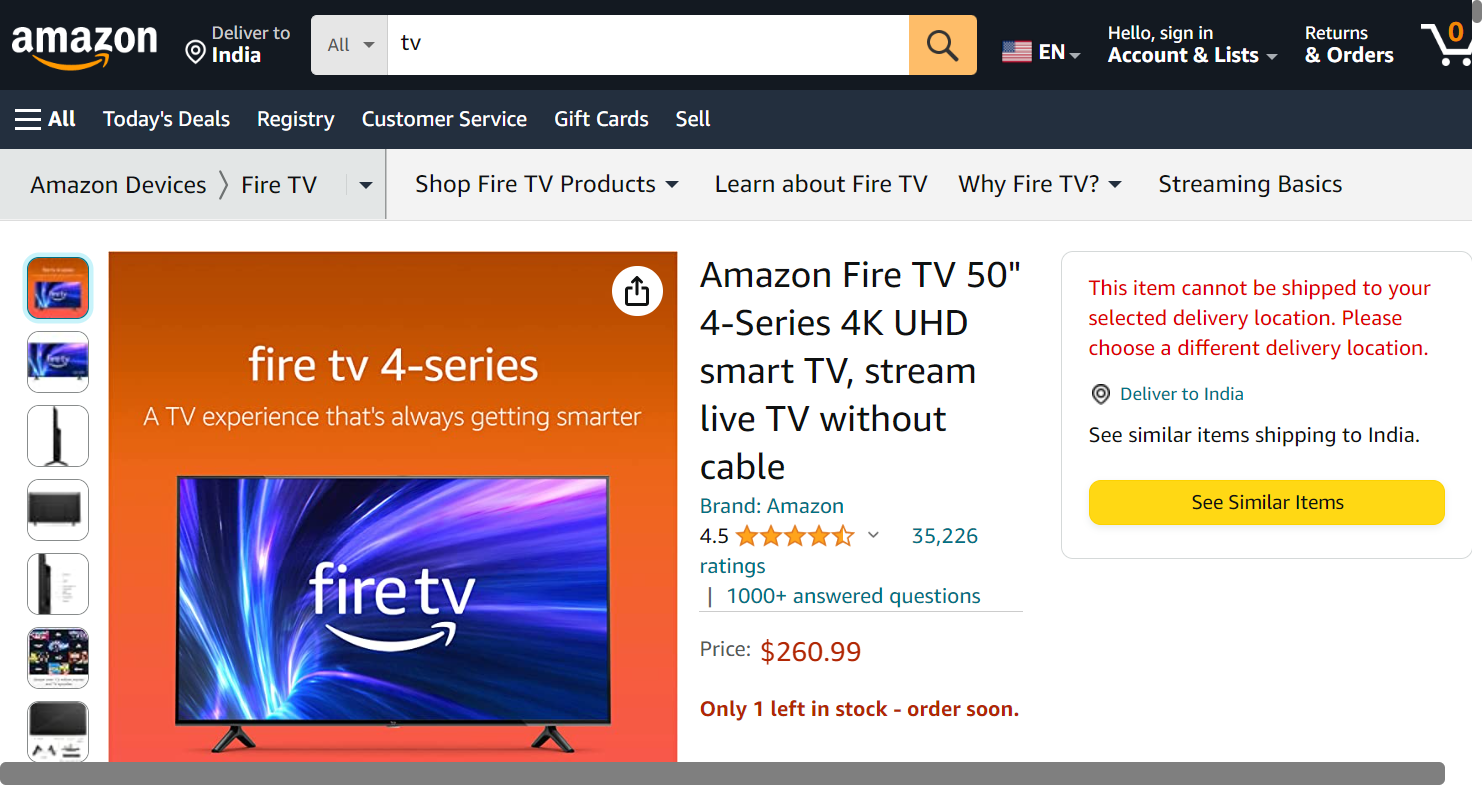 amazon
Deliver to
India
All
tv
EN
Hello, sign in
Account & Lists
Returns
& Orders
0
All
Today's Deals
Registry
Customer Service
Gift Cards
Sell
Amazon Devices
Fire TV
Shop Fire TV Products
Learn about Fire TV
Why Fire TV?
Streaming Basics
fire tv 4-series
A TV experience that's always getting smarter
fire tv
Amazon Fire TV 50"
4-Series 4K UHD
smart TV, stream
live TV without
cable
Brand: Amazon
4.5
35,226
ratings
| 1000+ answered questions
Price: $260.99
Only 1 left in stock - order soon.
This item cannot be shipped to your
selected delivery location. Please
choose a different delivery location.
Deliver to India
See similar items shipping to India.
See Similar Items